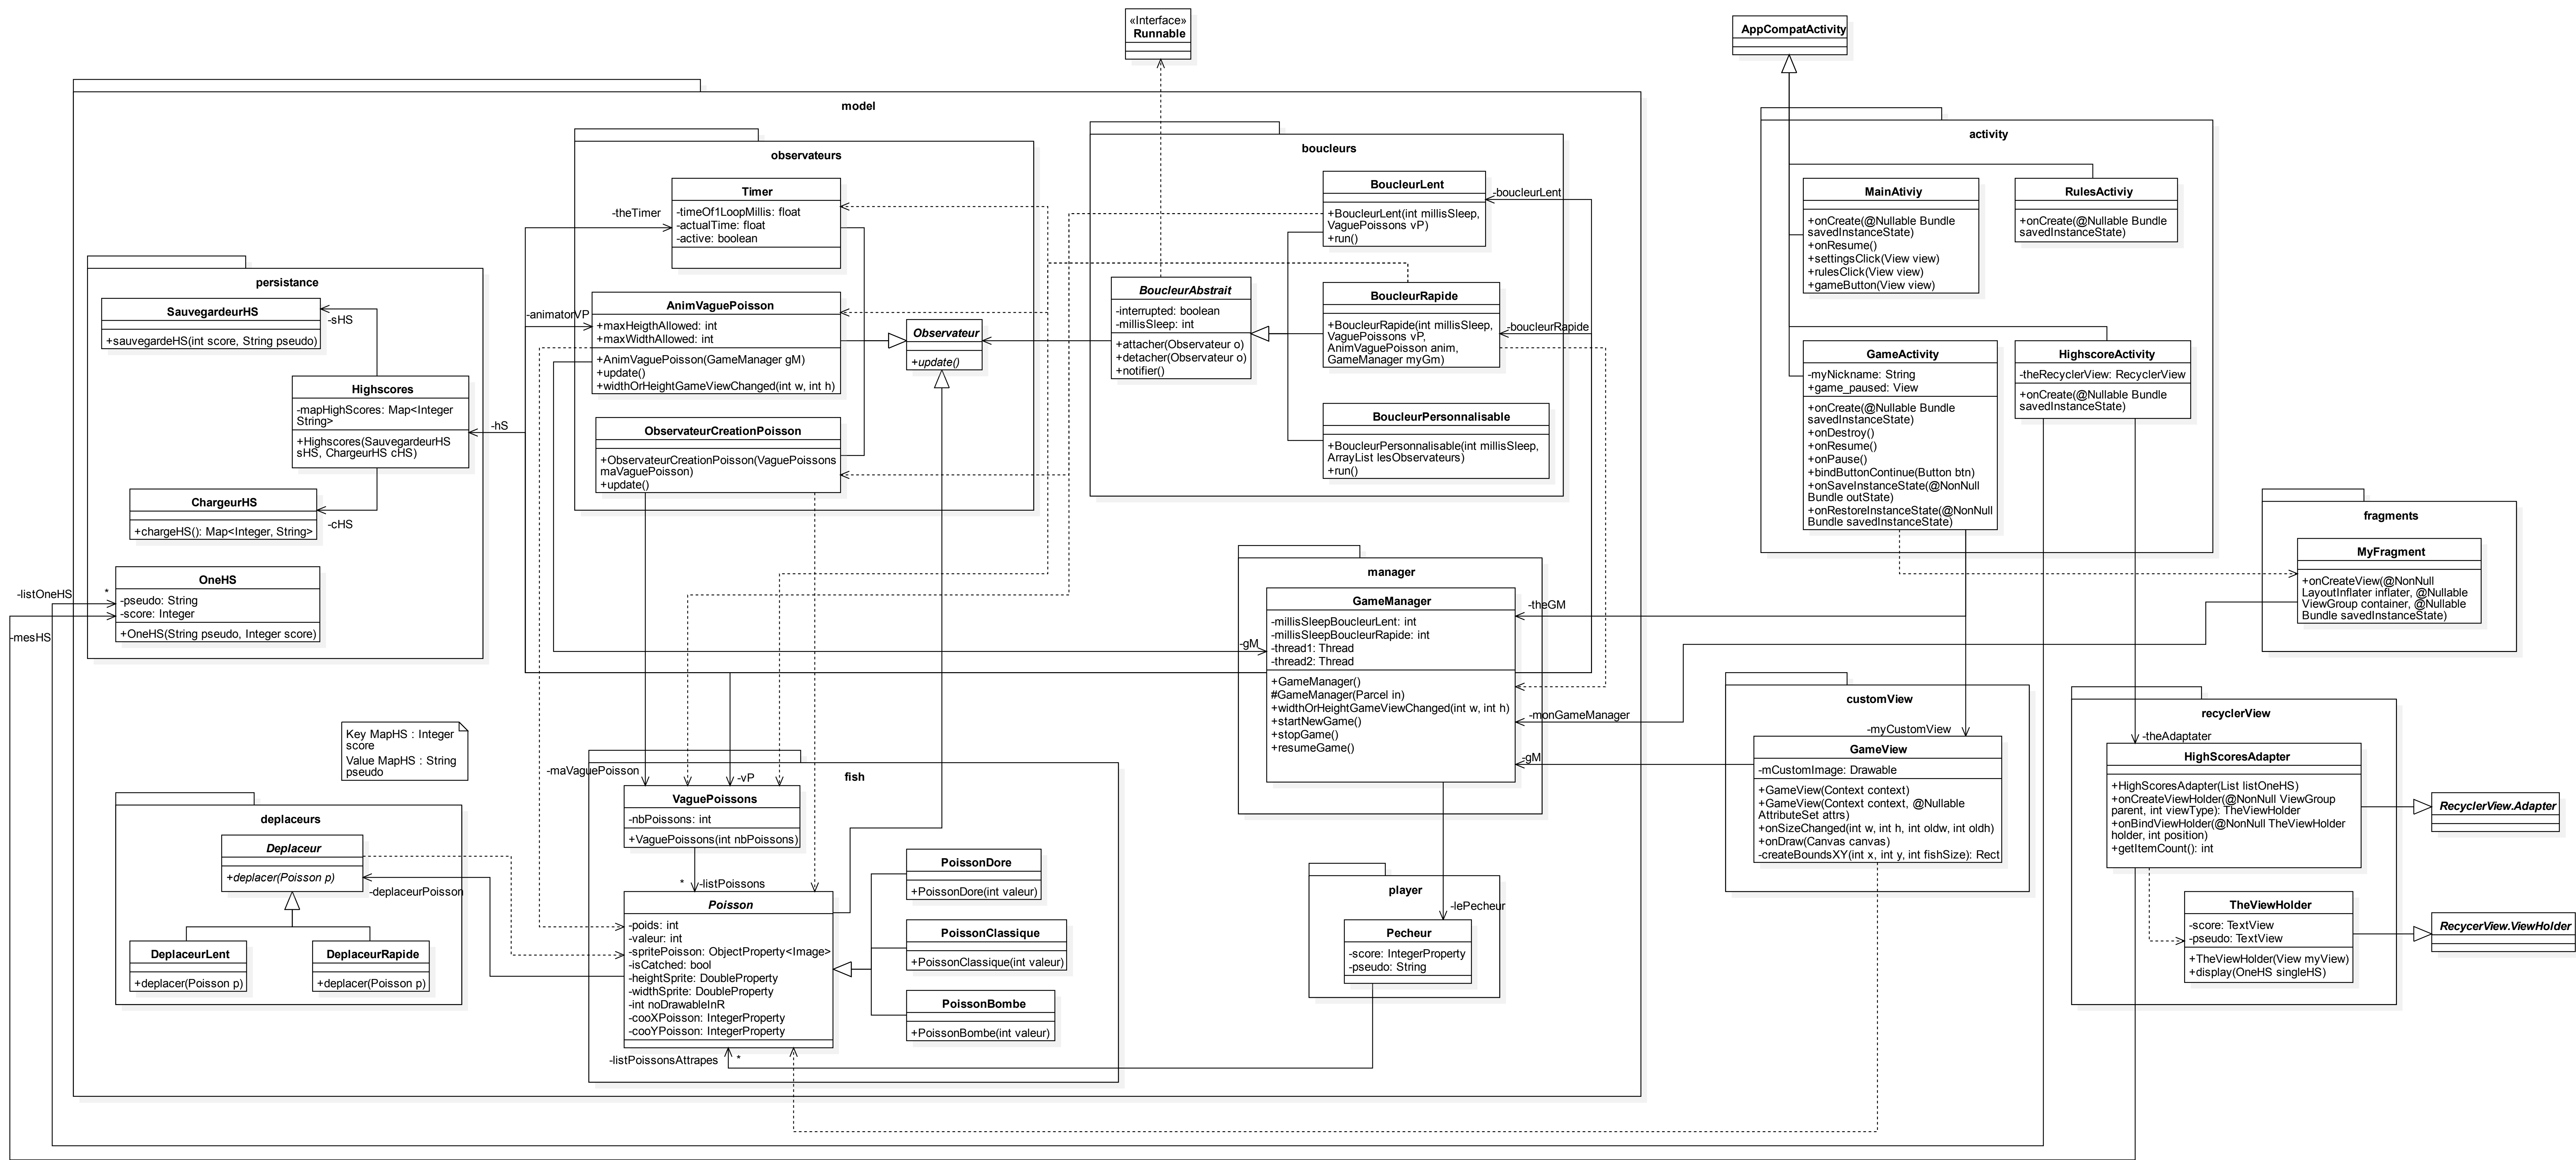 «Interface»
Runnable
AppCompatActivity
model
observateurs
Timer
-timeOf1LoopMillis: float
-actualTime: float
-active: boolean
-theTimer
AnimVaguePoisson
+maxHeigthAllowed: int
+maxWidthAllowed: int
+AnimVaguePoisson(GameManager gM)
+update()
+widthOrHeightGameViewChanged(int w, int h)
-animatorVP
Observateur
+update()
ObservateurCreationPoisson
+ObservateurCreationPoisson(VaguePoissons
maVaguePoisson)
+update()
boucleurs
BoucleurLent
+BoucleurLent(int millisSleep,
VaguePoissons vP)
+run()
-boucleurLent
BoucleurAbstrait
-interrupted: boolean
-millisSleep: int
+attacher(Observateur o)
+detacher(Observateur o)
+notifier()
BoucleurRapide
+BoucleurRapide(int millisSleep,
VaguePoissons vP,
AnimVaguePoisson anim,
GameManager myGm)
-boucleurRapide
BoucleurPersonnalisable
+BoucleurPersonnalisable(int millisSleep,
ArrayList lesObservateurs)
+run()
persistance
SauvegardeurHS
+sauvegardeHS(int score, String pseudo)
-sHS
Highscores
-mapHighScores: Map<Integer
String>
+Highscores(SauvegardeurHS
sHS, ChargeurHS cHS)
-hS
ChargeurHS
+chargeHS(): Map<Integer, String>
-cHS
OneHS
-pseudo: String
-score: Integer
+OneHS(String pseudo, Integer score)
-listOneHS
*
-mesHS
Key MapHS : Integer
score
Value MapHS : String
pseudo
deplaceurs
Deplaceur
+deplacer(Poisson p)
-deplaceurPoisson
DeplaceurLent
+deplacer(Poisson p)
DeplaceurRapide
+deplacer(Poisson p)
fish
-maVaguePoisson
-vP
VaguePoissons
-nbPoissons: int
+VaguePoissons(int nbPoissons)
*
-listPoissons
Poisson
-poids: int
-valeur: int
-spritePoisson: ObjectProperty<Image>
-isCatched: bool
-heightSprite: DoubleProperty
-widthSprite: DoubleProperty
-int noDrawableInR
-cooXPoisson: IntegerProperty
-cooYPoisson: IntegerProperty
-listPoissonsAttrapes
*
PoissonDore
+PoissonDore(int valeur)
PoissonClassique
+PoissonClassique(int valeur)
PoissonBombe
+PoissonBombe(int valeur)
manager
GameManager
-millisSleepBoucleurLent: int
-millisSleepBoucleurRapide: int
-thread1: Thread
-thread2: Thread
+GameManager()
#GameManager(Parcel in)
+widthOrHeightGameViewChanged(int w, int h)
+startNewGame()
+stopGame()
+resumeGame()
-gM
-theGM
-monGameManager
-gM
player
-lePecheur
Pecheur
-score: IntegerProperty
-pseudo: String
activity
MainAtiviy
+onCreate(@Nullable Bundle
savedInstanceState)
+onResume()
+settingsClick(View view)
+rulesClick(View view)
+gameButton(View view)
RulesActiviy
+onCreate(@Nullable Bundle
savedInstanceState)
GameActivity
-myNickname: String
+game_paused: View
+onCreate(@Nullable Bundle
savedInstanceState)
+onDestroy()
+onResume()
+onPause()
+bindButtonContinue(Button btn)
+onSaveInstanceState(@NonNull
Bundle outState)
+onRestoreInstanceState(@NonNull
Bundle savedInstanceState)
HighscoreActivity
-theRecyclerView: RecyclerView
+onCreate(@Nullable Bundle
savedInstanceState)
fragments
MyFragment
+onCreateView(@NonNull
LayoutInflater inflater, @Nullable
ViewGroup container, @Nullable
Bundle savedInstanceState)
customView
-myCustomView
GameView
-mCustomImage: Drawable
+GameView(Context context)
+GameView(Context context, @Nullable
AttributeSet attrs)
+onSizeChanged(int w, int h, int oldw, int oldh)
+onDraw(Canvas canvas)
-createBoundsXY(int x, int y, int fishSize): Rect
recyclerView
-theAdaptater
HighScoresAdapter
+HighScoresAdapter(List listOneHS)
+onCreateViewHolder(@NonNull ViewGroup
parent, int viewType): TheViewHolder
+onBindViewHolder(@NonNull TheViewHolder
holder, int position)
+getItemCount(): int
RecyclerView.Adapter
TheViewHolder
-score: TextView
-pseudo: TextView
+TheViewHolder(View myView)
+display(OneHS singleHS)
RecycerView.ViewHolder